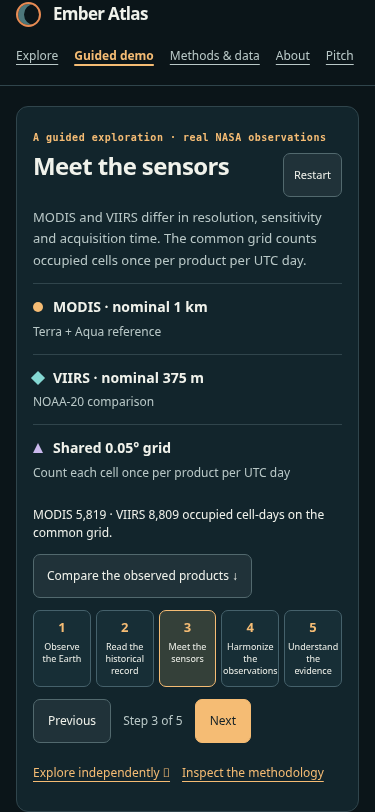 Ember Atlas
Explore Guided demo Methods & data About Pitch
A guided exploration · real NASA observations
Meet the sensors
Restart
MODIS and VIIRS differ in resolution, sensitivity
and acquisition time. The common grid counts
occupied cells once per product per UTC day.
MODIS · nominal 1 km
Terra + Aqua reference
VIIRS · nominal 375 m
NOAA-20 comparison
Shared 0.05° grid
Count each cell once per product per UTC day
MODIS 5,819 · VIIRS 8,809 occupied cell-days on the
common grid.
Compare the observed products ↓
1
Observe
the Earth
2
Read the
historical
record
3
Meet the
sensors
4
Harmonize
the
observations
5
Understand
the
evidence
Previous Step 3 of 5 Next
Explore independently Inspect the methodology